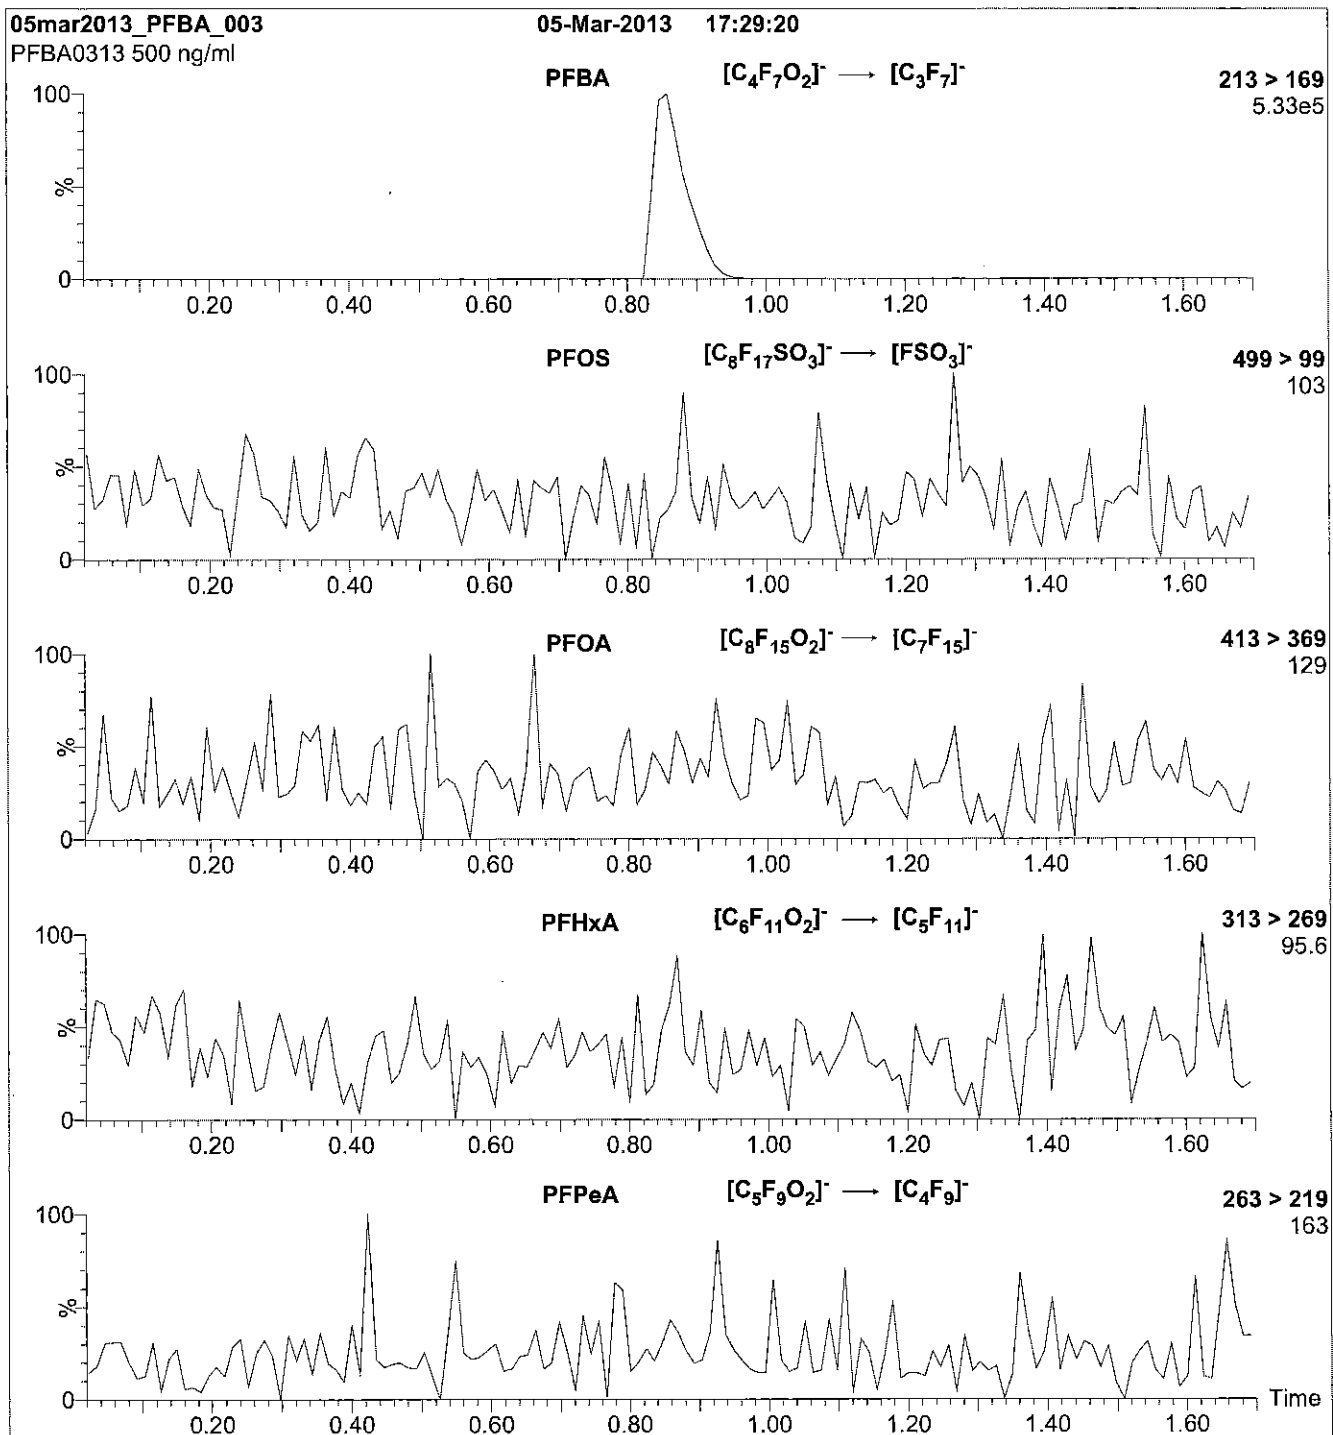 05mar2013_PFBA_003 05-Mar-2013 17:29:20
PFBA0313 500 ng/ml
PFBA [C₄F₇O₂]⁻ ⟶ [C₃F₇]⁻ 213 > 169
5.33e5
100
%
0
0.20 0.40 0.60 0.80 1.00 1.20 1.40 1.60
PFOS [C₈F₁₇SO₃]⁻ ⟶ [FSO₃]⁻ 499 > 99
103
100
%
0
0.20 0.40 0.60 0.80 1.00 1.20 1.40 1.60
PFOA [C₈F₁₅O₂]⁻ ⟶ [C₇F₁₅]⁻ 413 > 369
129
100
%
0
0.20 0.40 0.60 0.80 1.00 1.20 1.40 1.60
PFHxA [C₆F₁₁O₂]⁻ ⟶ [C₅F₁₁]⁻ 313 > 269
95.6
100
%
0
0.20 0.40 0.60 0.80 1.00 1.20 1.40 1.60
PFPeA [C₅F₉O₂]⁻ ⟶ [C₄F₉]⁻ 263 > 219
163
100
%
0
Time
0.20 0.40 0.60 0.80 1.00 1.20 1.40 1.60